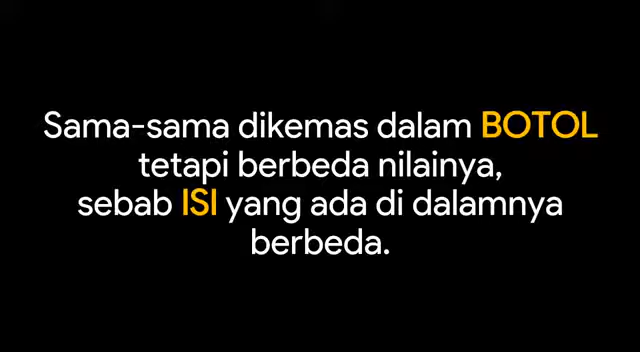 Sama-sama dikemas dalam BOTOL
tetapi berbeda nilainya,
sebab ISI yang ada di dalamnya
berbeda.